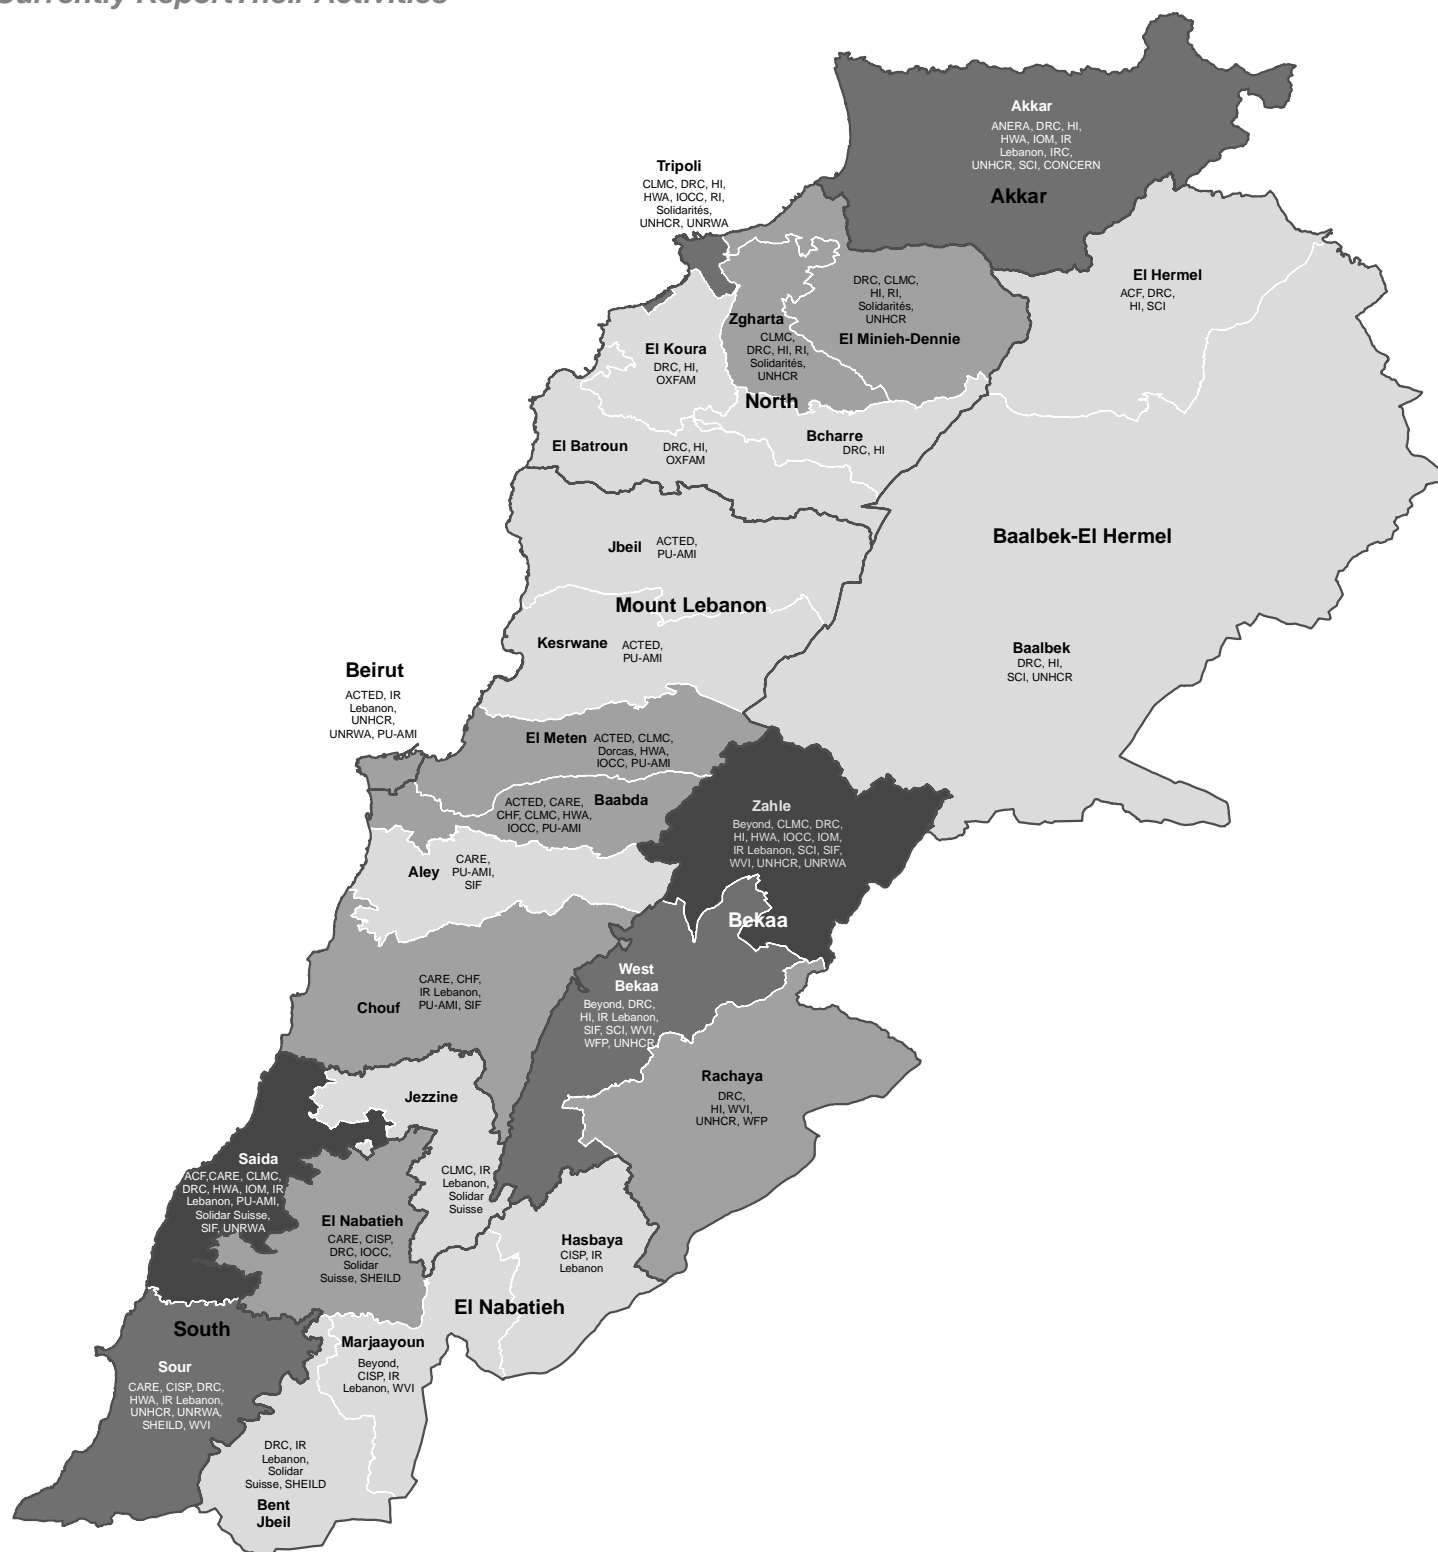 Currently ReportTheir Activities
Akkar
ANERA, DRC, HI,
HWA, IOM, IR
Lebanon, IRC,
UNHCR, SCI, CONCERN
Akkar
Tripoli
CLMC, DRC, HI,
HWA, IOCC, RI,
Solidarités,
UNHCR, UNRWA
El Hermel
ACF, DRC,
HI, SCI
DRC, CLMC,
HI, RI,
Solidarités,
UNHCR
El Minieh-Dennie
Zgharta
CLMC,
DRC, HI, RI,
Solidarités,
UNHCR
El Koura
DRC, HI,
OXFAM
North
Bcharre
DRC, HI
El Batroun
DRC, HI,
OXFAM
Baalbek-El Hermel
Jbeil
ACTED,
PU-AMI
Mount Lebanon
Kesrwane
ACTED,
PU-AMI
Baalbek
DRC, HI,
SCI, UNHCR
Beirut
ACTED, IR
Lebanon,
UNHCR,
UNRWA, PU-AMI
El Meten
ACTED, CLMC,
Dorcas, HWA,
IOCC, PU-AMI
Baabda
ACTED, CARE,
CHF, CLMC, HWA,
IOCC, PU-AMI
Zahle
Beyond, CLMC, DRC,
HI, HWA, IOCC, IOM,
IR Lebanon, SCI, SIF,
WVI, UNHCR, UNRWA
Aley
CARE,
PU-AMI,
SIF
Bekaa
West
Bekaa
Beyond, DRC,
HI, IR Lebanon,
SIF, SCI, WVI,
WFP, UNHCR
Chouf
CARE, CHF,
IR Lebanon,
PU-AMI, SIF
Rachaya
DRC,
HI, WVI,
UNHCR, WFP
Jezzine
CLMC, IR
Lebanon,
Solidar
Suisse
Saida
ACF,CARE, CLMC,
DRC, HWA, IOM, IR
Lebanon, PU-AMI,
Solidar Suisse,
SIF, UNRWA
El Nabatieh
CARE, CISP,
DRC, IOCC,
Solidar
Suisse, SHEILD
Hasbaya
CISP, IR
Lebanon
El Nabatieh
South
Marjaayoun
Beyond,
CISP, IR
Lebanon, WVI
Sour
CARE, CISP, DRC,
HWA, IR Lebanon,
UNHCR, UNRWA,
SHEILD, WVI
DRC, IR
Lebanon,
Solidar
Suisse, SHEILD
Bent
Jbeil